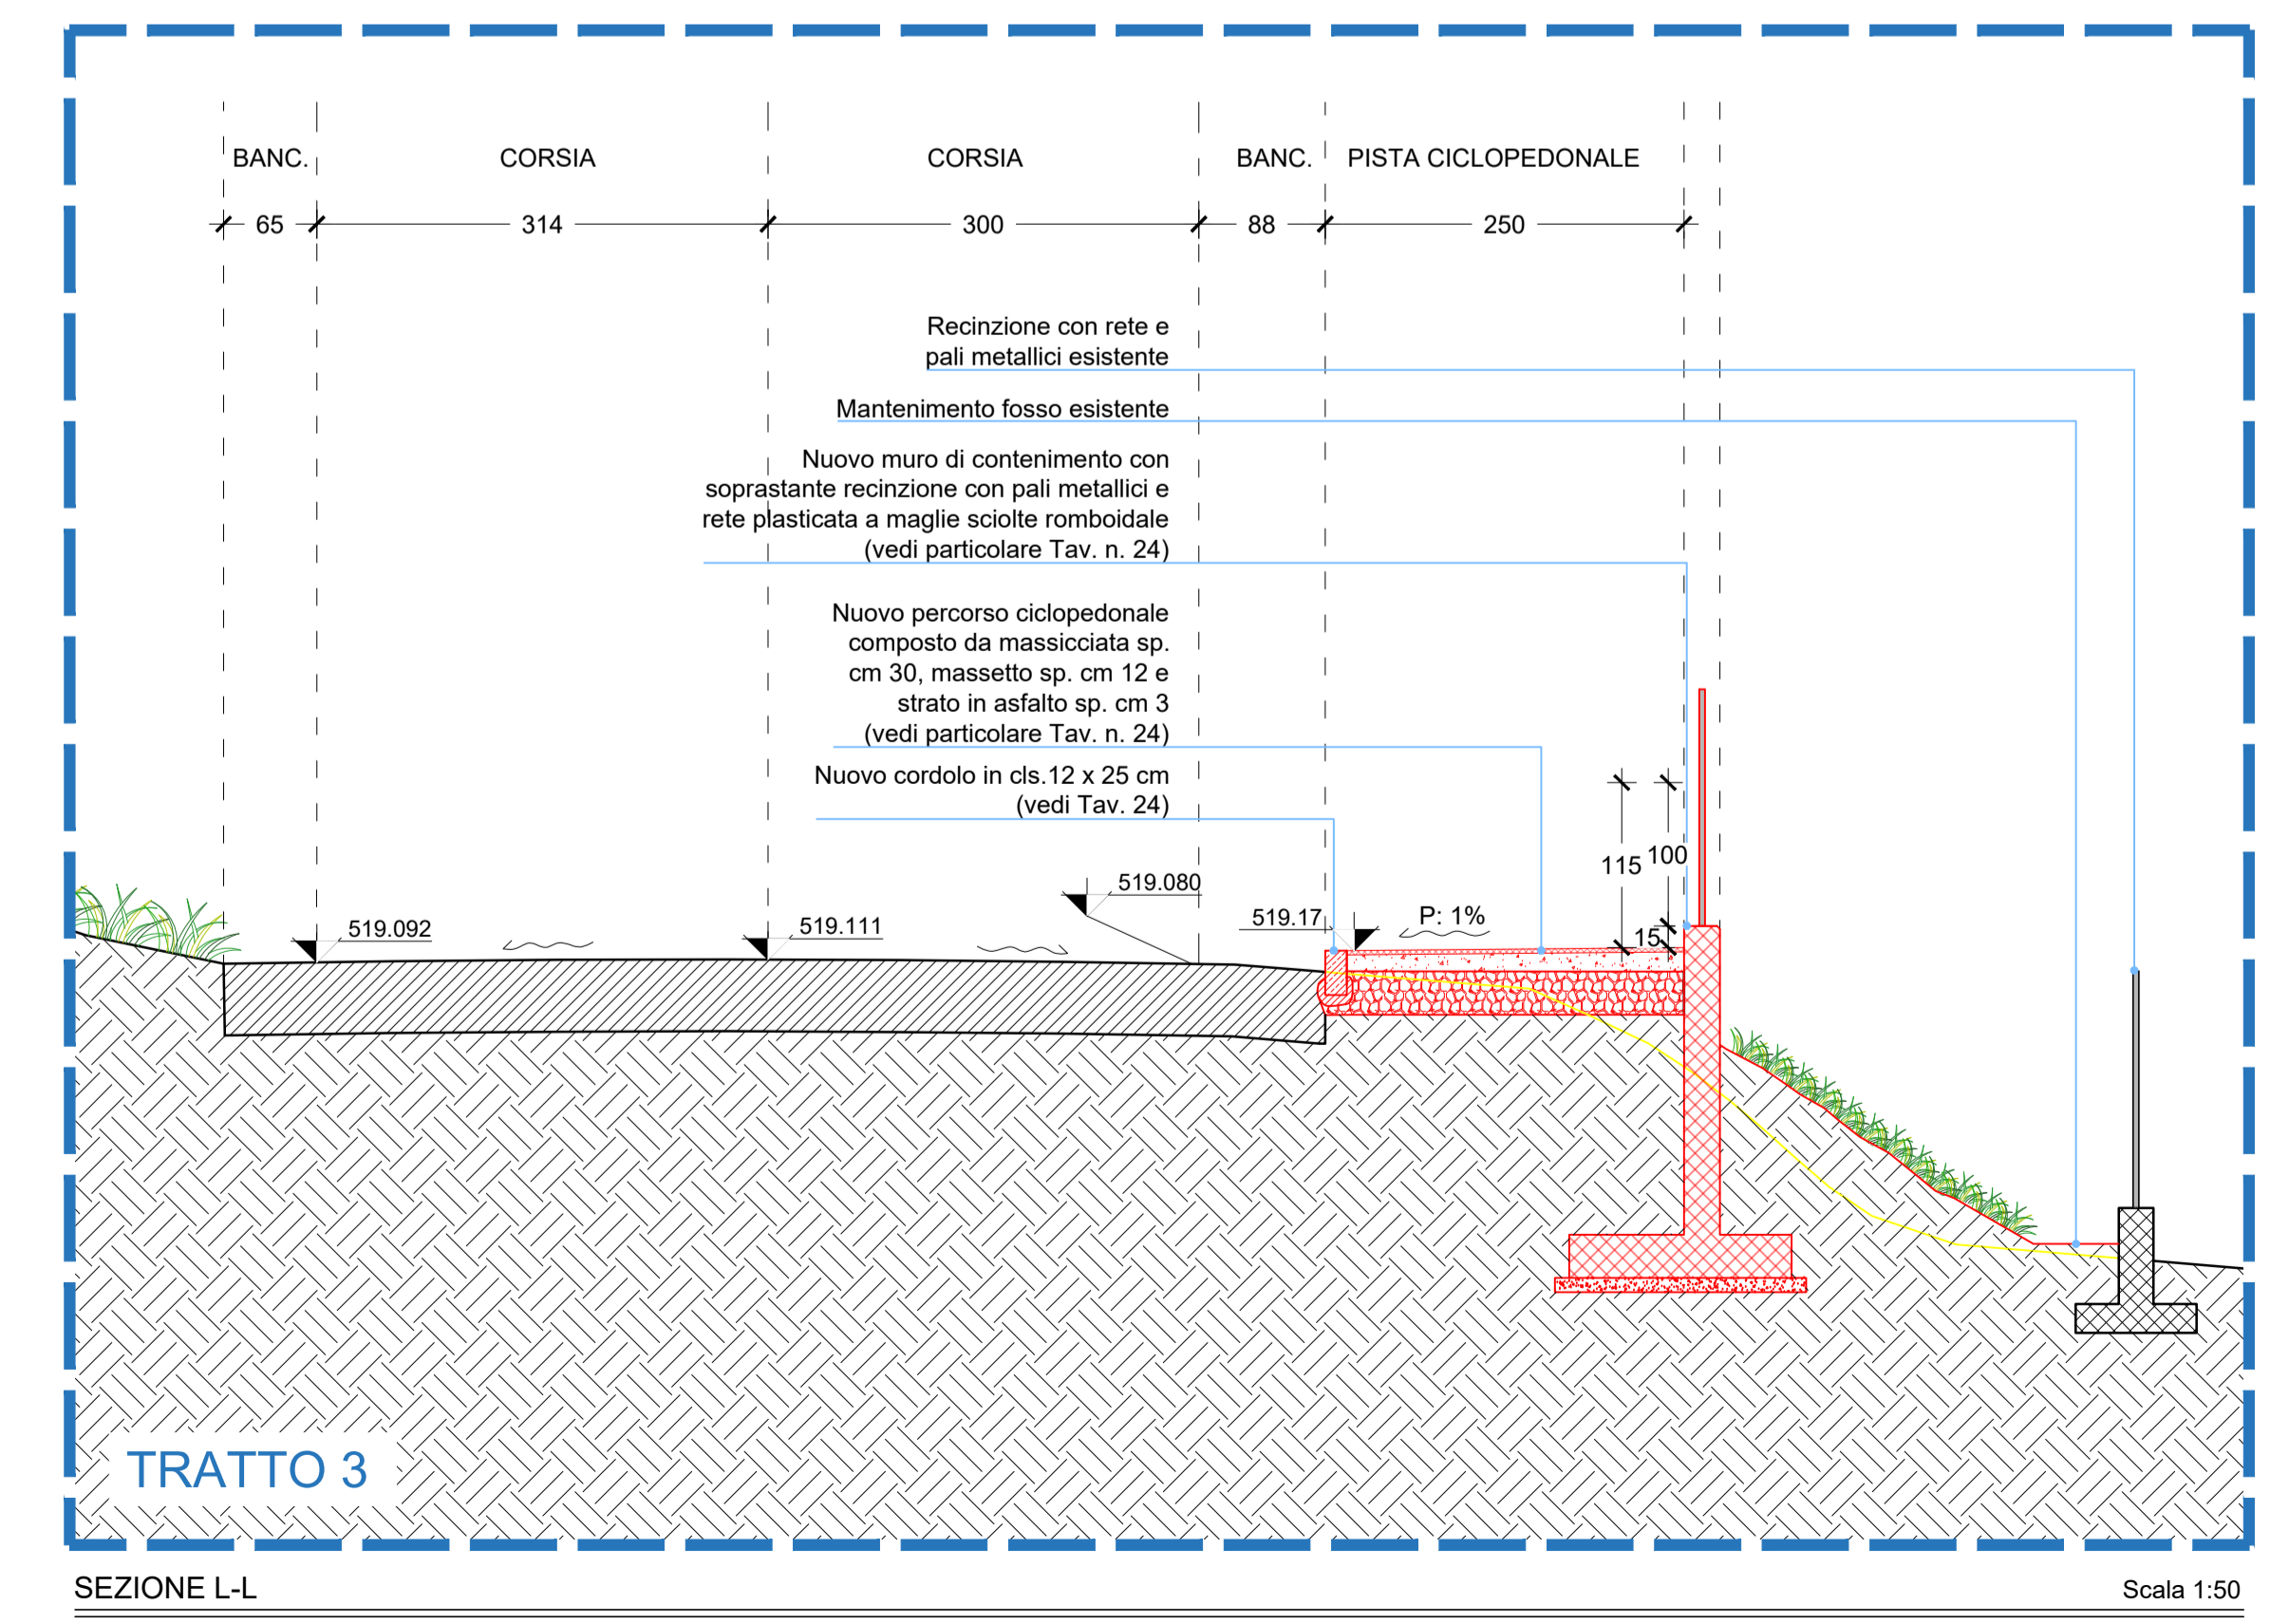 BANC. CORSIA CORSIA BANC. PISTA CICLOPEDONALE
65 314 300 88 250
Recinzione con rete e
pali metallici esistente
Mantenimento fosso esistente
Nuovo muro di contenimento con
soprastante recinzione con pali metallici e
rete plasticata a maglie sciolte romboidale
(vedi particolare Tav. n. 24)
Nuovo percorso ciclopedonale
composto da massicciata sp.
cm 30, massetto sp. cm 12 e
strato in asfalto sp. cm 3
(vedi particolare Tav. n. 24)
Nuovo cordolo in cls.12 x 25 cm
(vedi Tav. 24)
115 100
519.080
519.092 519.111 519.17 P: 1%
15
TRATTO 3
SEZIONE L-L Scala 1:50